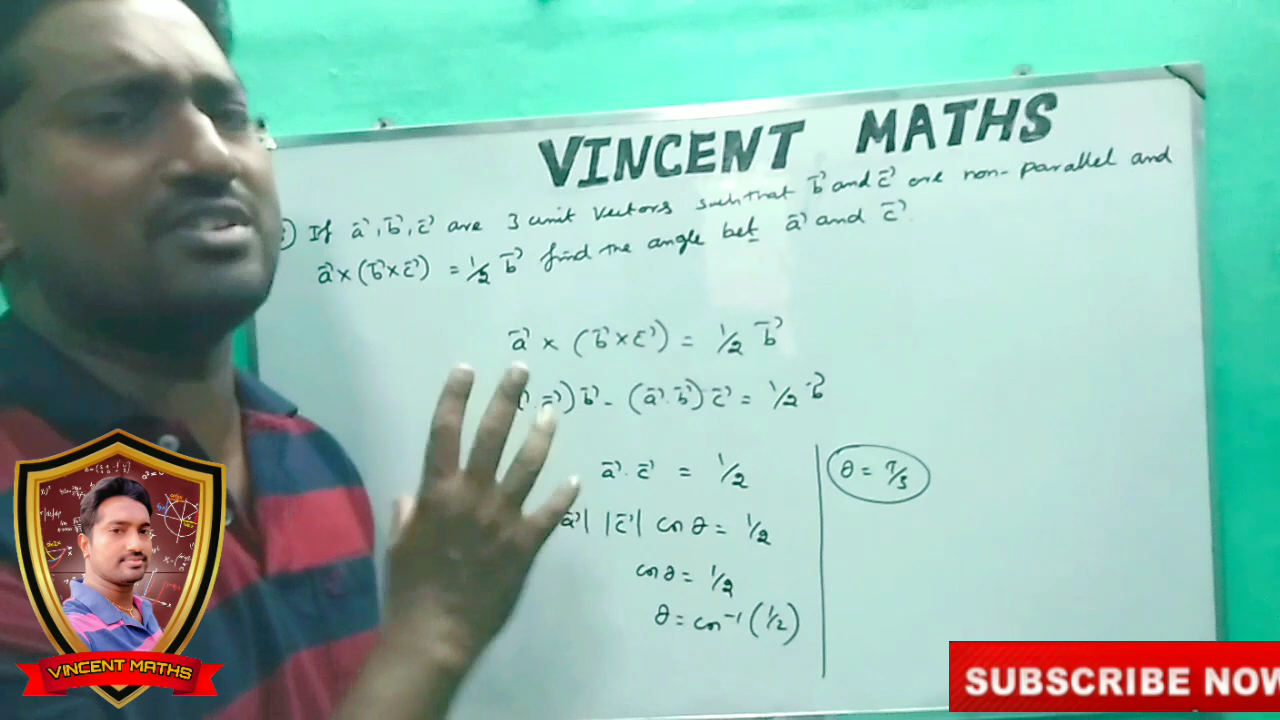 VINCENT MATHS
) If a⃗, b⃗, c⃗ are 3 unit vectors such that b⃗ and c⃗ are non-parallel and
a⃗ × (b⃗ × c⃗) = 1/2 b⃗ find the angle bet a⃗ and c⃗.
a⃗ × (b⃗ × c⃗) = 1/2 b⃗
) b⃗ - (a⃗ . b⃗) c⃗ = 1/2 b⃗
a⃗ . c⃗ = 1/2
a⃗| |c⃗| cos θ = 1/2
cos θ = 1/2
θ = cos⁻¹ (1/2)
θ = π/3
VINCENT MATHS
SUBSCRIBE NOW